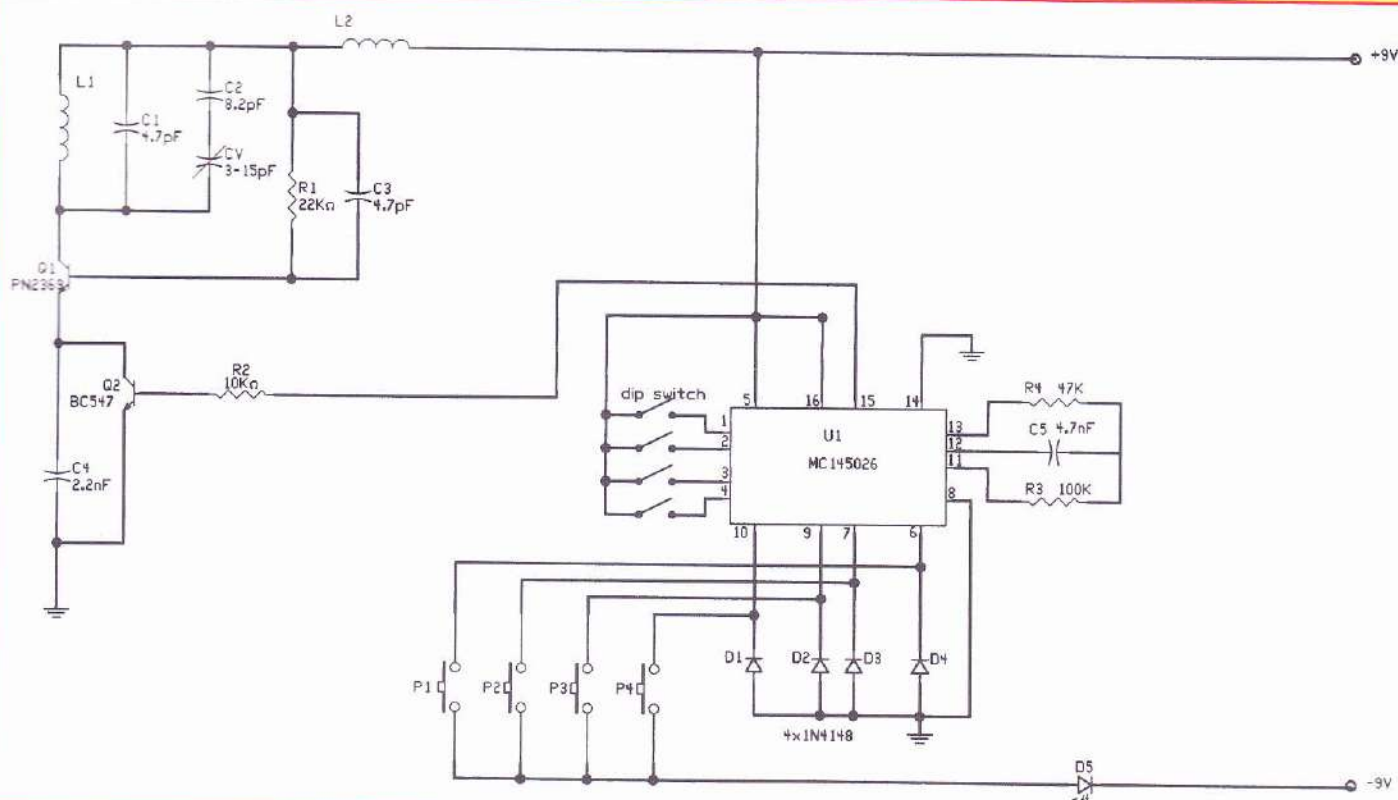 L2
+9V
L1
C2
8.2pF
C1
4.7pF
CV
3-15pF
R1
22KΩ
C3
4.7pF
Q1
PN2369
R2
10KΩ
Q2
BC547
dip switch
5
16
15
14
R4 47K
1
2
3
4
U1
MC145026
13
12
11
8
C5 4.7nF
R3 100K
C4
2.2nF
10
9
7
6
D1
D2
D3
D4
P1
P2
P3
P4
4x1N4148
D5
-9V